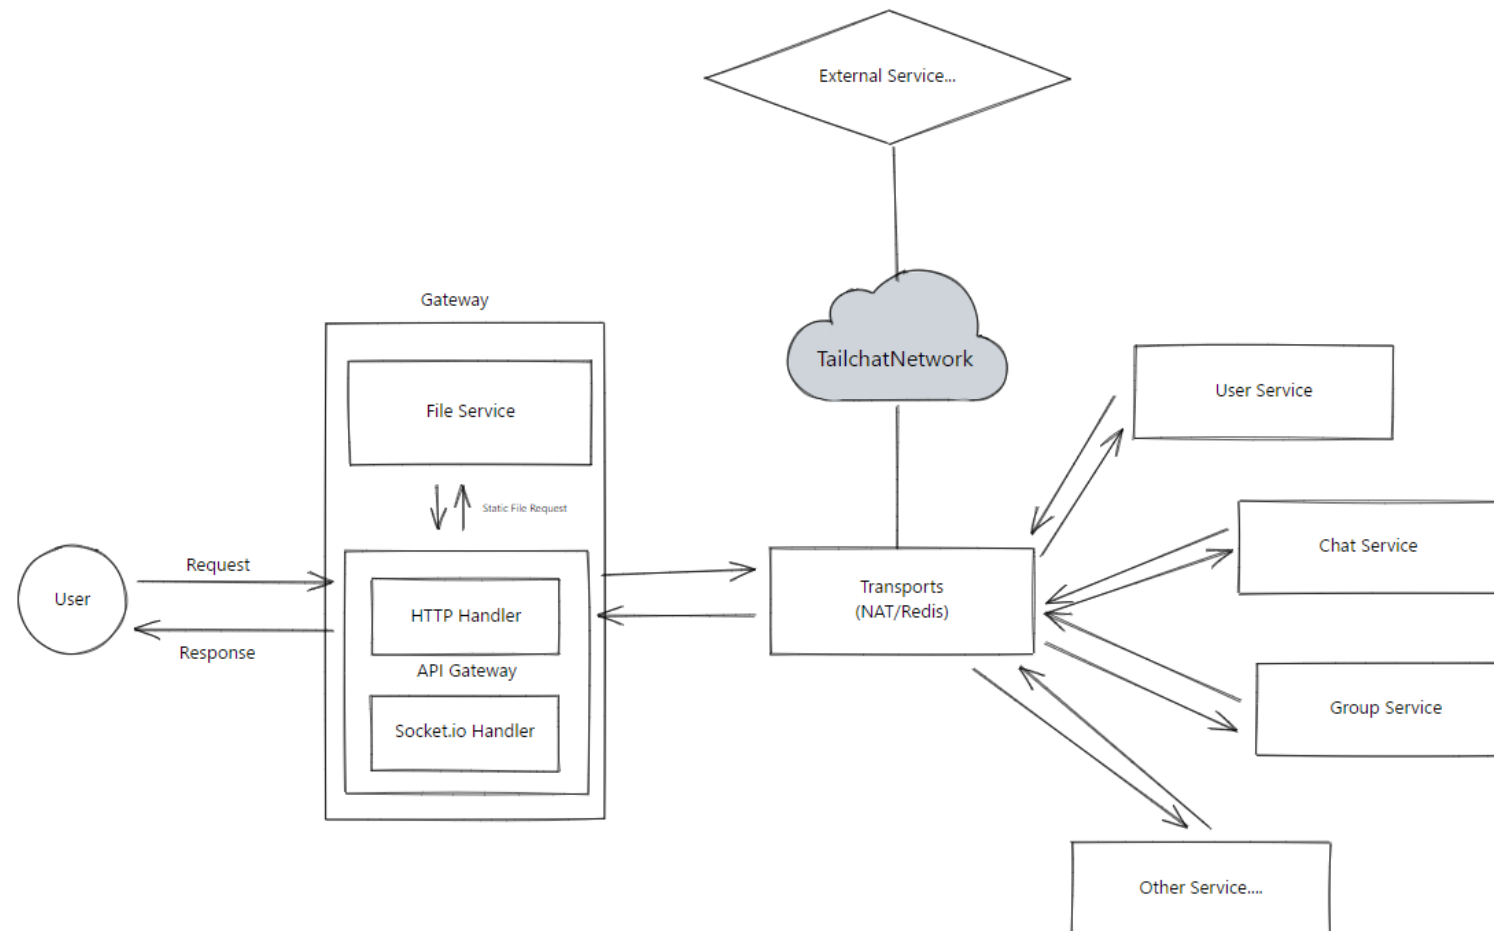 External Service...
Gateway
TailchatNetwork
File Service
User Service
Static File Request
Request
User
Response
HTTP Handler
API Gateway
Socket.io Handler
Transports
(NAT/Redis)
Chat Service
Group Service
Other Service....